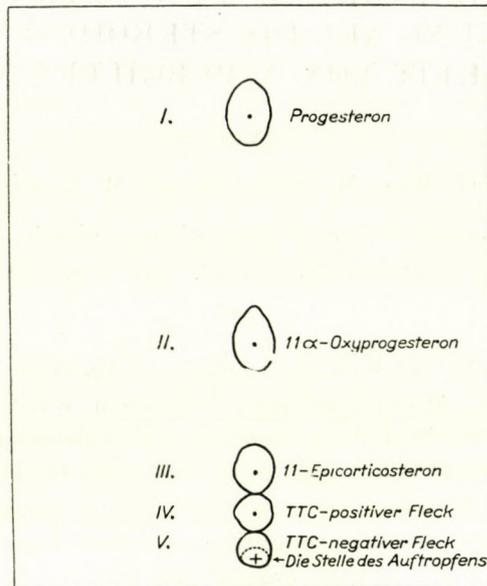 I. Progesteron
II. 11α-Oxyprogesteron
III. 11-Epicorticosteron
IV. TTC-positiver Fleck
V. TTC-negativer Fleck
Die Stelle des Auftropfens